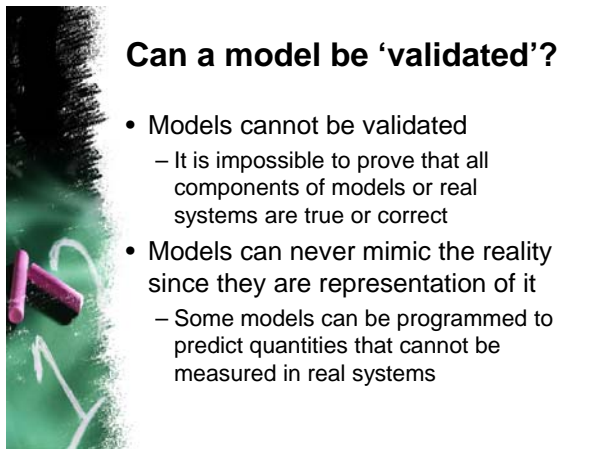 Can a model be ‘validated’?
• Models cannot be validated
– It is impossible to prove that all
components of models or real
systems are true or correct
• Models can never mimic the reality
since they are representation of it
– Some models can be programmed to
predict quantities that cannot be
measured in real systems